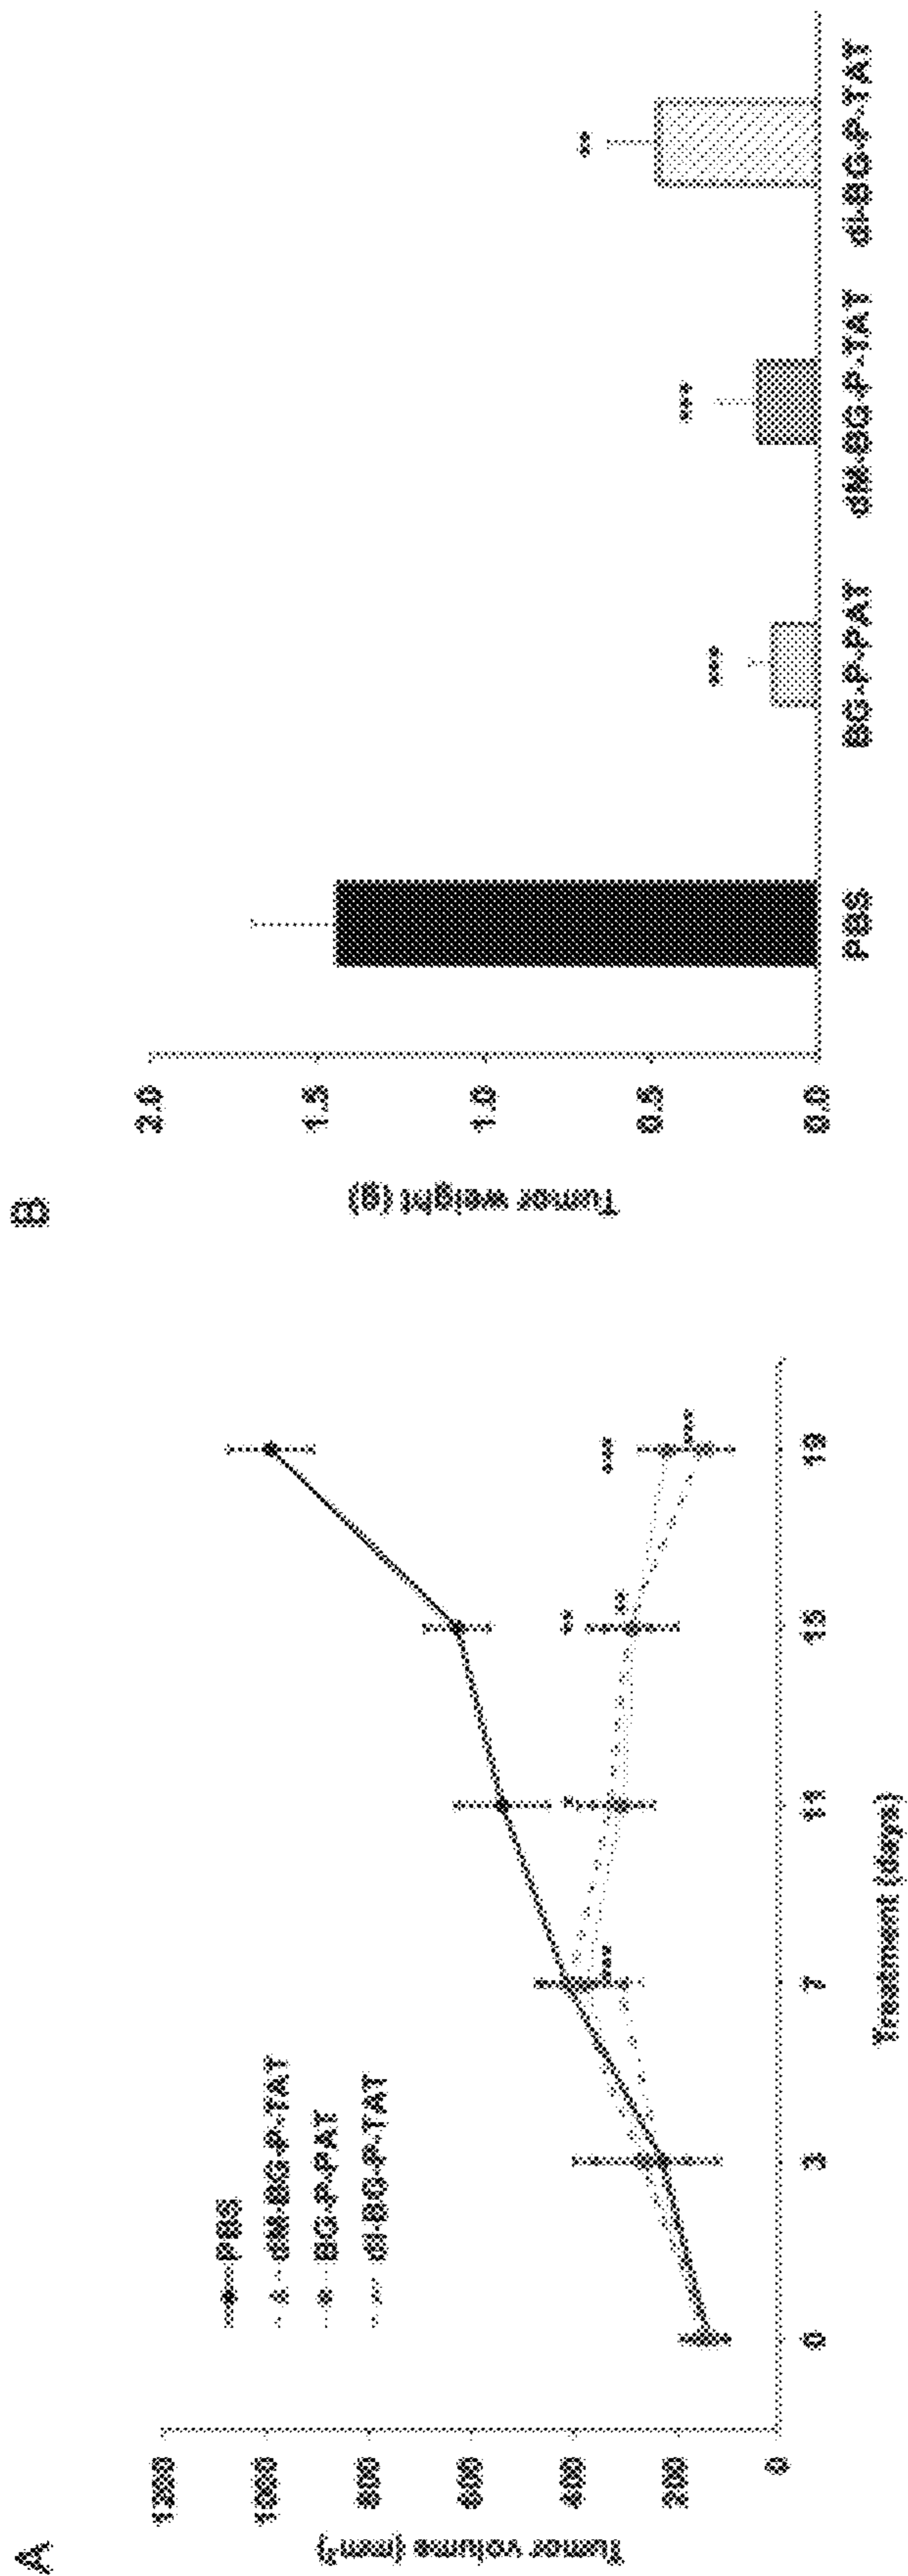 A
Tumor volume (mm³)
1200
1000
800
600
400
200
0
PBS
dM-BG-P-TAT
BG-P-PAT
dI-BG-P-TAT
***
**
**
*
0
3
7
11
15
19
Treatment (days)
B
Tumor weight (g)
2.0
1.5
1.0
0.5
0.0
***
***
**
PBS
BG-P-PAT
dM-BG-P-TAT
dI-BG-P-TAT